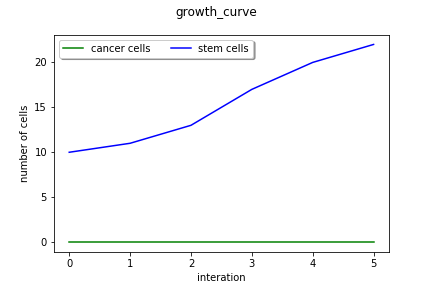 growth_curve
cancer cells stem cells
number of cells
20
15
10
5
0
0 1 2 3 4 5
interation